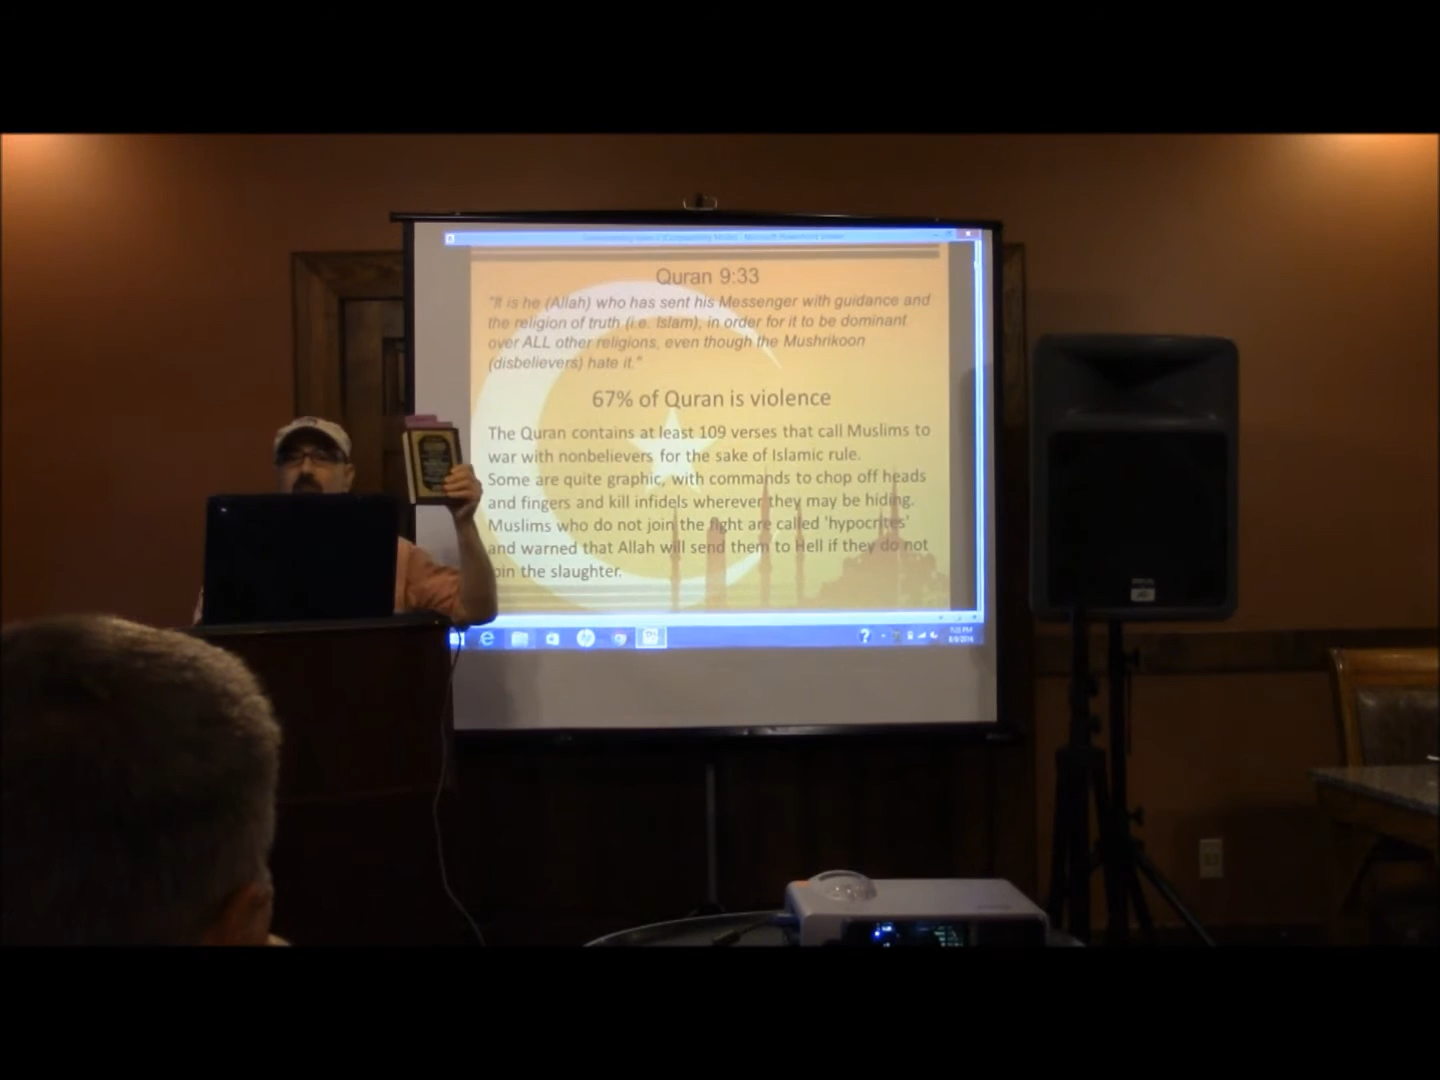 Quran 9:33
"It is he (Allah) who has sent his Messenger with guidance and
the religion of truth (i.e. Islam), in order for it to be dominant
over ALL other religions, even though the Mushrikoon
(disbelievers) hate it."
67% of Quran is violence
The Quran contains at least 109 verses that call Muslims to
war with nonbelievers for the sake of Islamic rule.
Some are quite graphic, with commands to chop off heads
and fingers and kill infidels wherever they may be hiding.
Muslims who do not join the fight are called 'hypocrites'
and warned that Allah will send them to Hell if they do not
join the slaughter.
7:25 PM